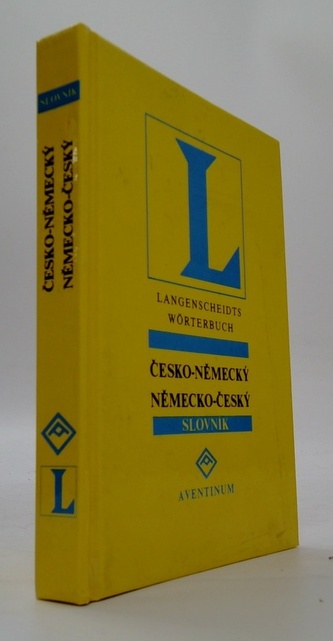 SLOVNÍK
ČESKO-NĚMECKÝ
NĚMECKO-ČESKÝ
L
L
LANGENSCHEIDTS
WÖRTERBUCH
ČESKO-NĚMECKÝ
NĚMECKO-ČESKÝ
SLOVNÍK
AVENTINUM